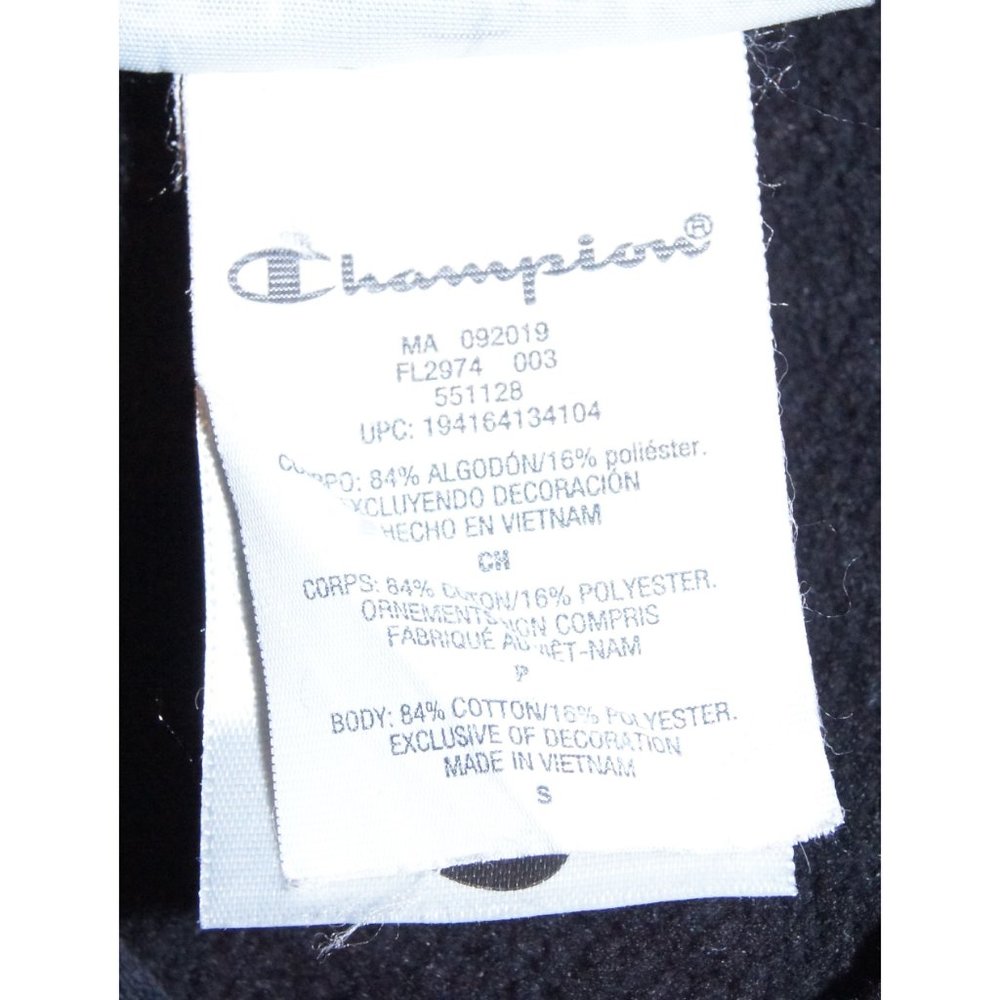 Champion®
MA 092019
FL2974 003
551128
UPC: 194164134104
CUERPO: 84% ALGODÓN/16% poliéster.
EXCLUYENDO DECORACIÓN
HECHO EN VIETNAM
CH
CORPS: 84% COTON/16% POLYESTER.
ORNEMENTS NON COMPRIS
FABRIQUÉ AU VIÊT-NAM
P
BODY: 84% COTTON/16% POLYESTER.
EXCLUSIVE OF DECORATION
MADE IN VIETNAM
S